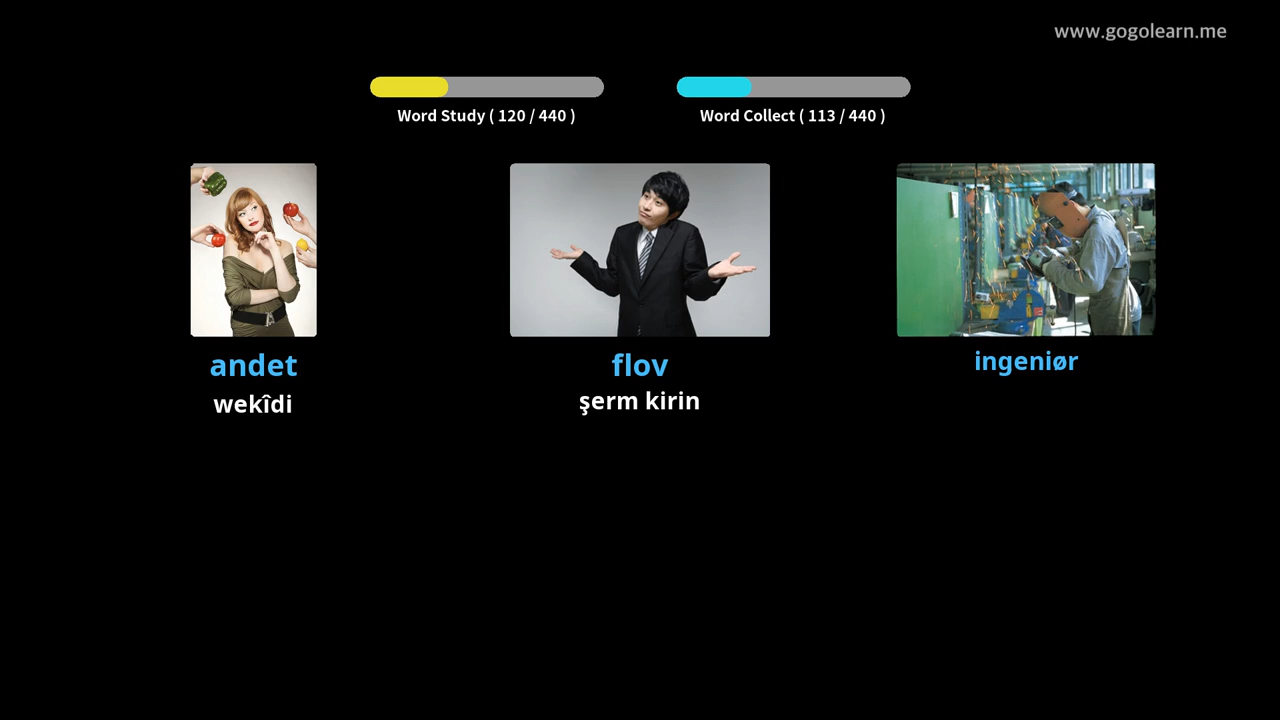 www.gogolearn.me
Word Study ( 120 / 440 )
Word Collect ( 113 / 440 )
andet
wekîdi
flov
şerm kirin
ingeniør